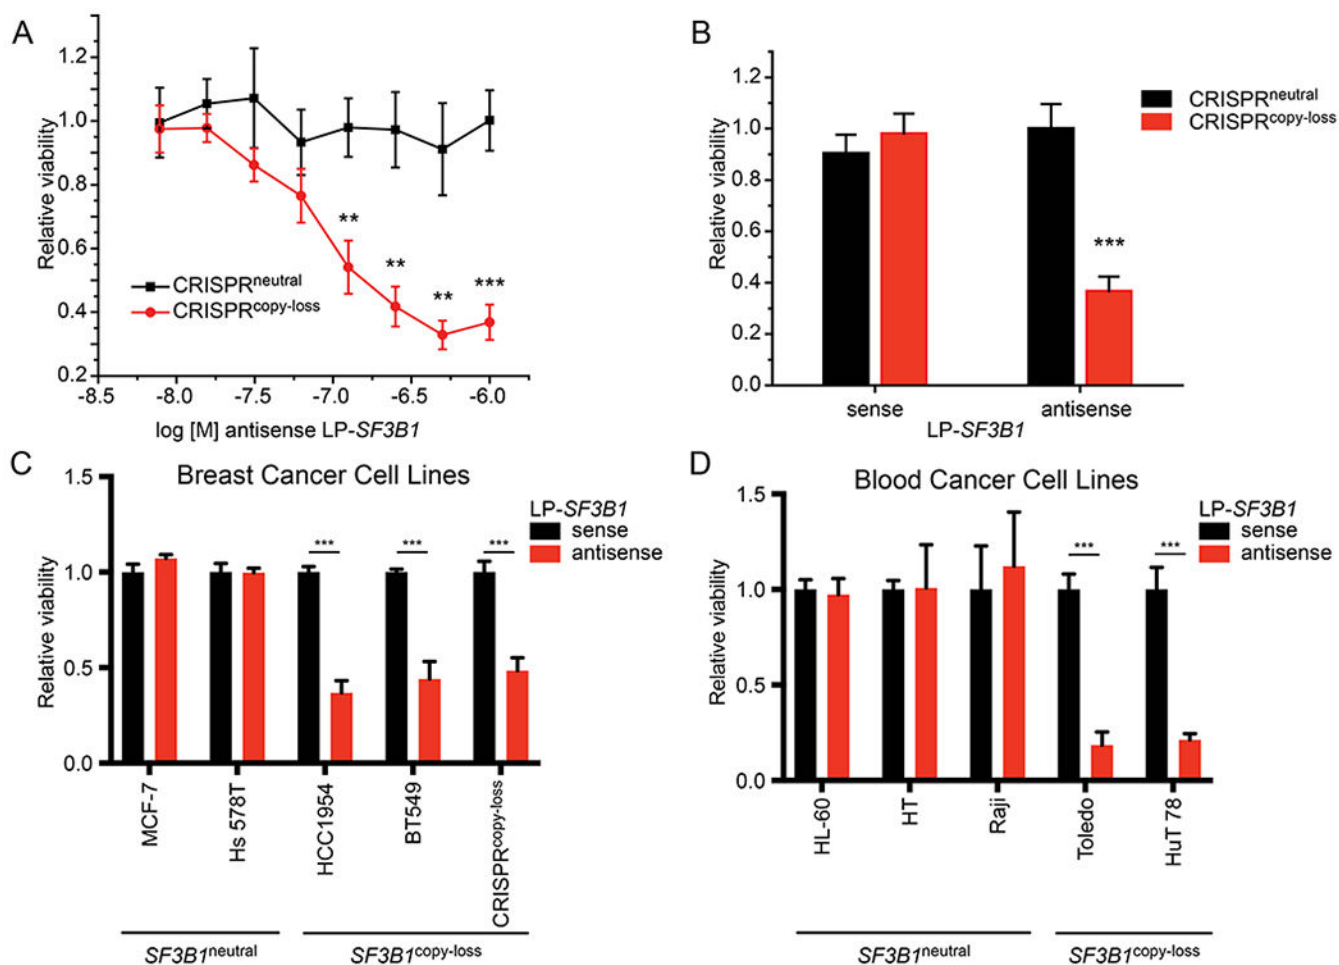 A
1.2
1.0
0.8
0.6
0.4
0.2
Relative viability
** ** ** ***
CRISPRneutral
CRISPRcopy-loss
-8.5 -8.0 -7.5 -7.0 -6.5 -6.0
log [M] antisense LP-SF3B1
B
1.2
1.0
0.8
0.6
0.4
0.2
0.0
Relative viability
CRISPRneutral
CRISPRcopy-loss
***
sense antisense
LP-SF3B1
C
Breast Cancer Cell Lines
1.5
1.0
0.5
0.0
Relative viability
LP-SF3B1
sense
antisense
*** *** ***
MCF-7
Hs 578T
HCC1954
BT549
CRISPRcopy-loss
SF3B1neutral SF3B1copy-loss
D
Blood Cancer Cell Lines
1.5
1.0
0.5
0.0
Relative viability
LP-SF3B1
sense
antisense
*** ***
HL-60
HT
Raji
Toledo
HuT 78
SF3B1neutral SF3B1copy-loss